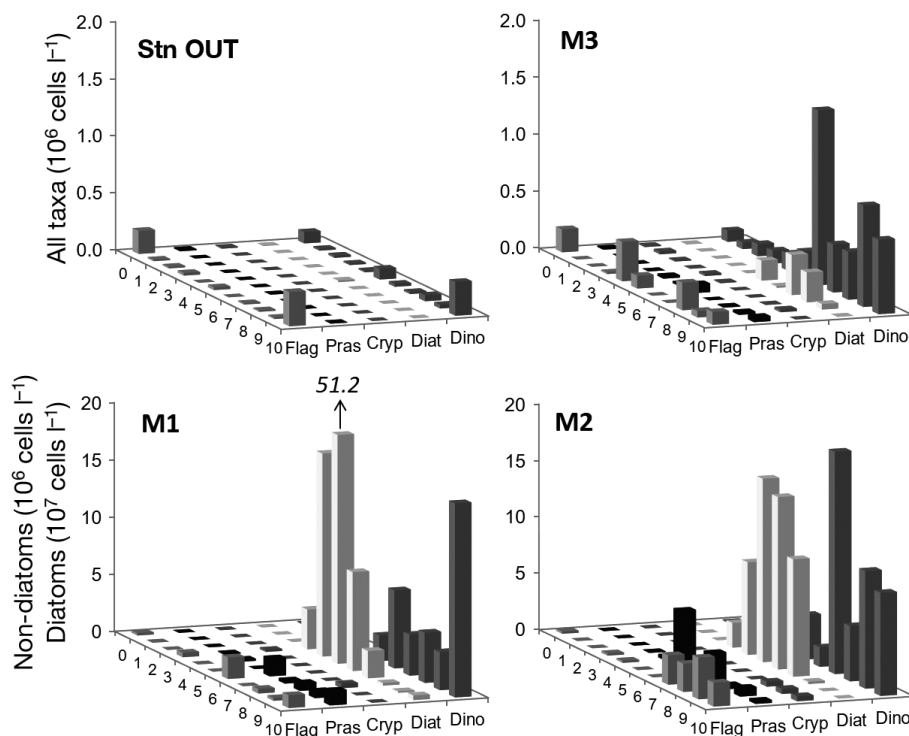 All taxa (10⁶ cells l⁻¹)
2.0
1.5
1.0
0.5
0.0
Stn OUT
0 1 2 3 4 5 6 7 8 9 10
Flag Pras Cryp Diat Dino
2.0
1.5
1.0
0.5
0.0
M3
0 1 2 3 4 5 6 7 8 9 10
Flag Pras Cryp Diat Dino
Non-diatoms (10⁶ cells l⁻¹)
Diatoms (10⁷ cells l⁻¹)
20
15
10
5
0
M1
51.2
0 1 2 3 4 5 6 7 8 9 10
Flag Pras Cryp Diat Dino
20
15
10
5
0
M2
0 1 2 3 4 5 6 7 8 9 10
Flag Pras Cryp Diat Dino